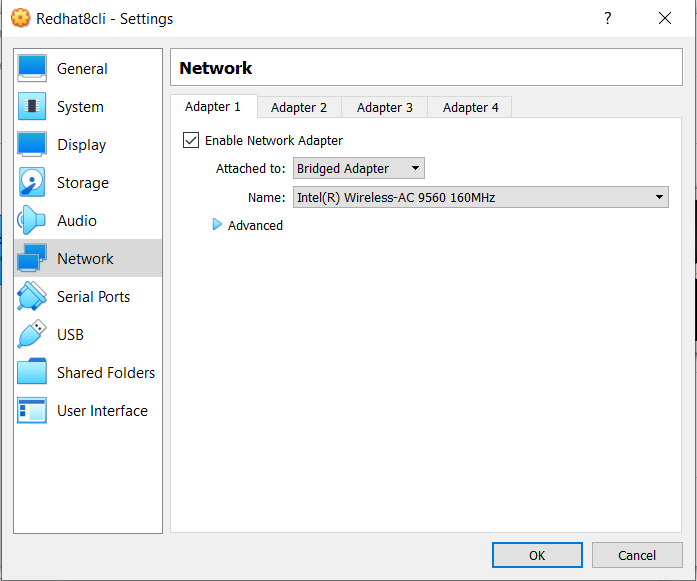 Redhat8cli - Settings
?
General
System
Display
Storage
Audio
Network
Serial Ports
USB
Shared Folders
User Interface
Network
Adapter 1
Adapter 2
Adapter 3
Adapter 4
Enable Network Adapter
Attached to: Bridged Adapter
Name: Intel(R) Wireless-AC 9560 160MHz
Advanced
OK
Cancel